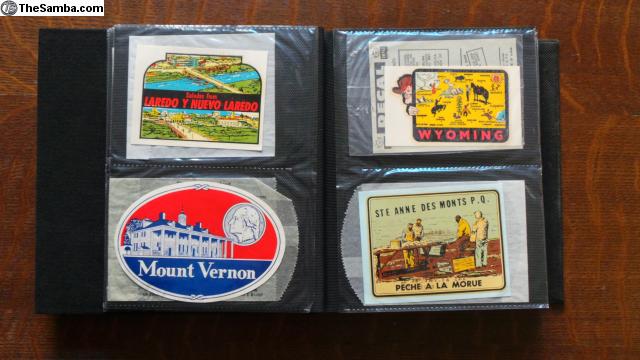 © TheSamba.com
Saludos from
LAREDO Y NUEVO LAREDO
DECAL
WYOMING
Mount Vernon
STE ANNE DES MONTS P.Q.
PECHE A LA MORUE